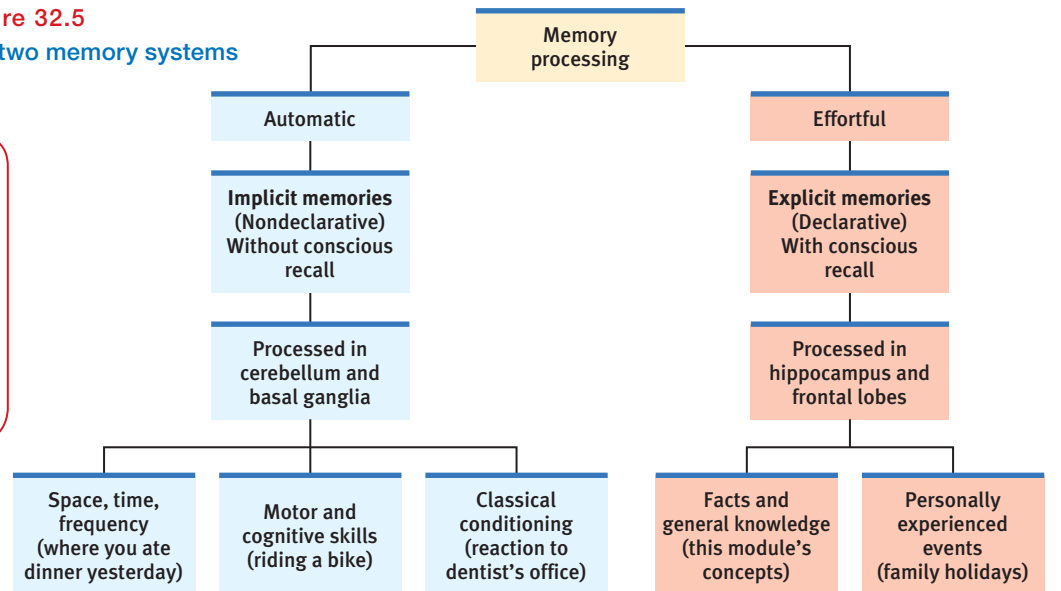 re 32.5
two memory systems
Memory
processing
Automatic
Effortful
Implicit memories
(Nondeclarative)
Without conscious
recall
Explicit memories
(Declarative)
With conscious
recall
Processed in
cerebellum and
basal ganglia
Processed in
hippocampus and
frontal lobes
Space, time,
frequency
(where you ate
dinner yesterday)
Motor and
cognitive skills
(riding a bike)
Classical
conditioning
(reaction to
dentist's office)
Facts and
general knowledge
(this module's
concepts)
Personally
experienced
events
(family holidays)